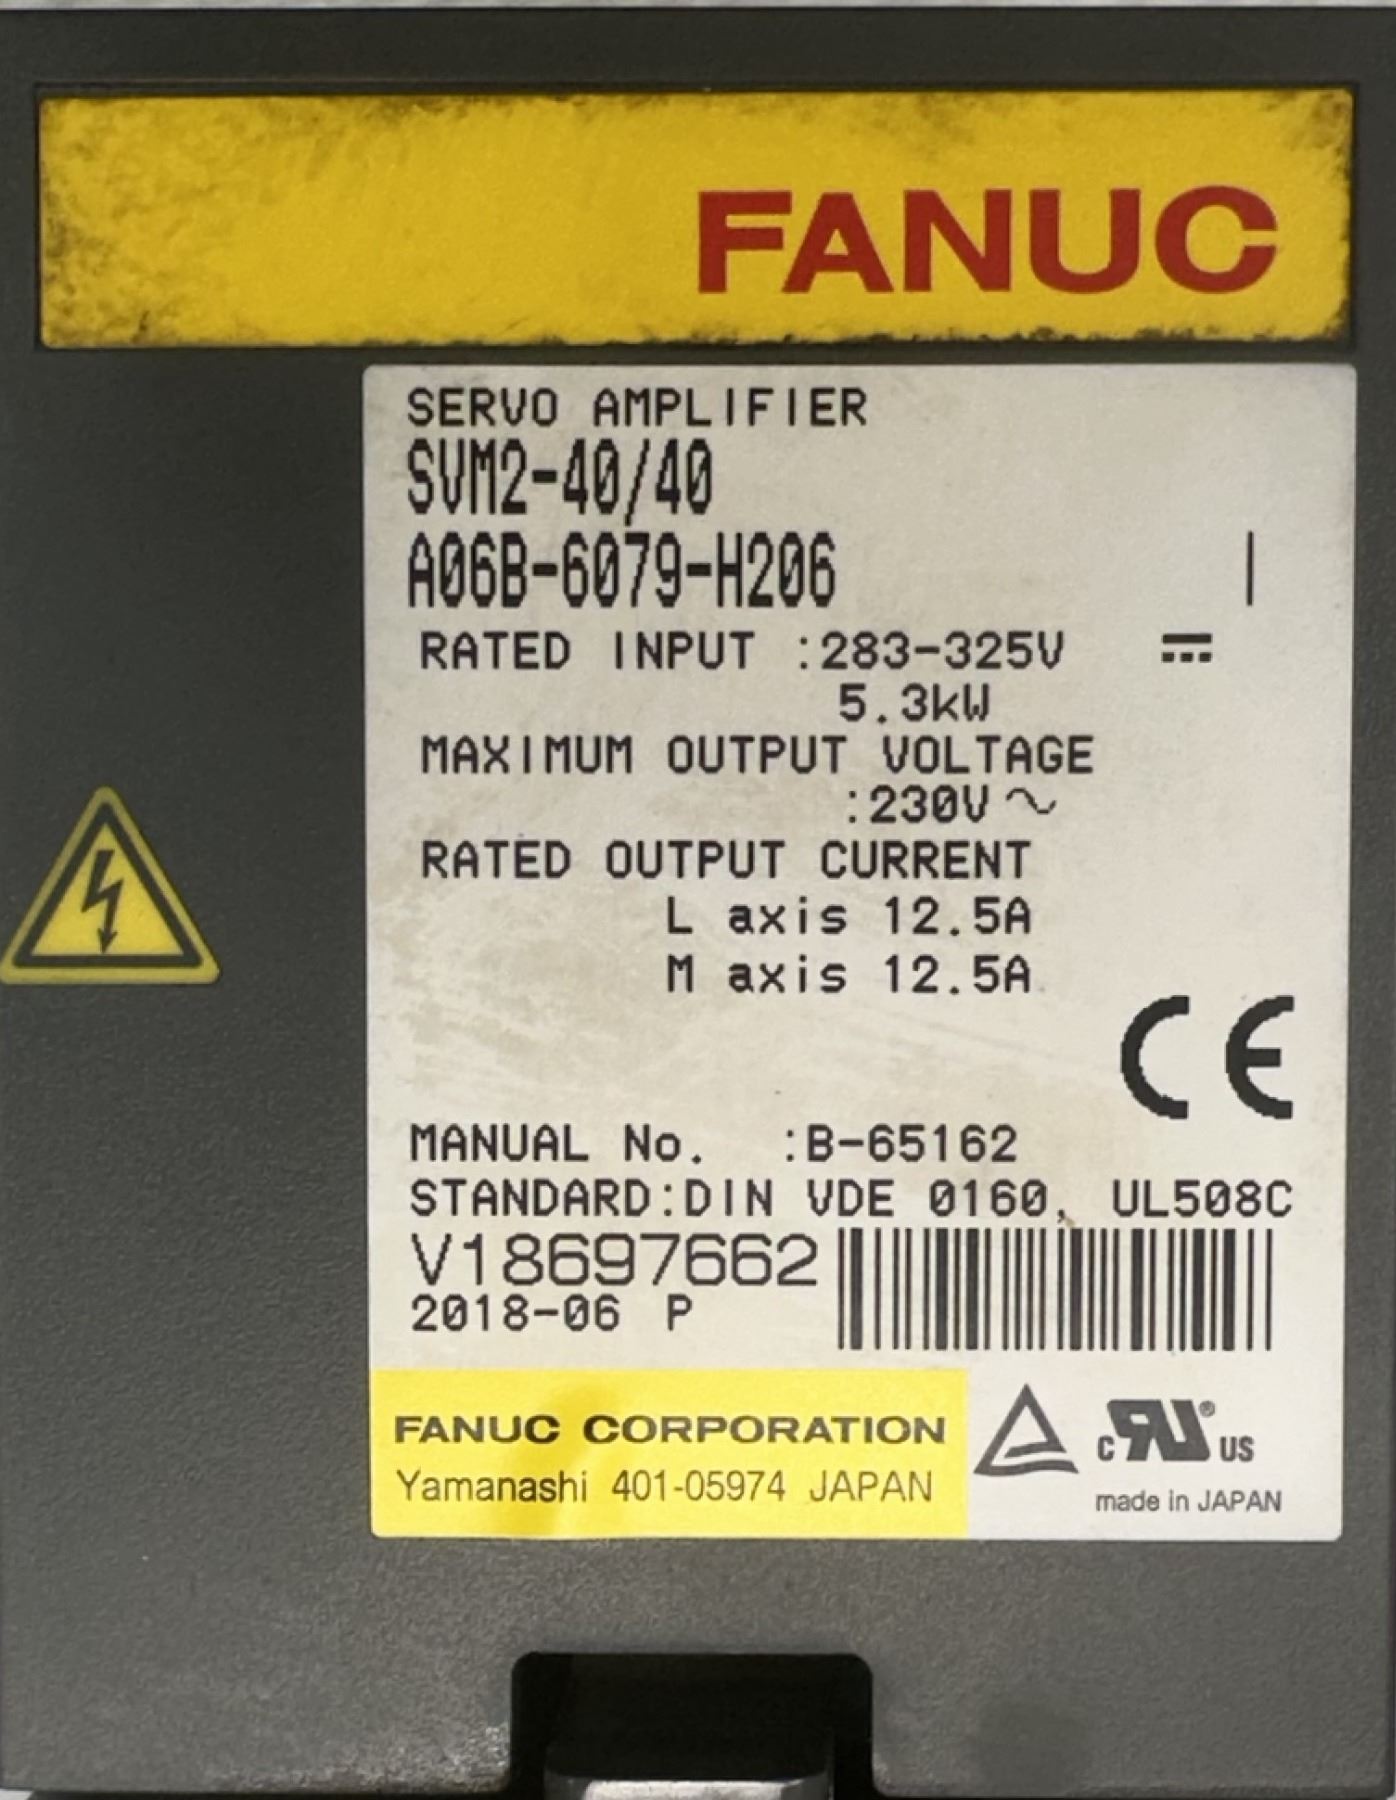 FANUC
SERVO AMPLIFIER
SVM2-40/40
A06B-6079-H206
RATED INPUT :283-325V ⎓
5.3kW
MAXIMUM OUTPUT VOLTAGE
:230V ~
RATED OUTPUT CURRENT
L axis 12.5A
M axis 12.5A
CE
MANUAL No. :B-65162
STANDARD:DIN VDE 0160, UL508C
V18697662
2018-06 P
FANUC CORPORATION
Yamanashi 401-05974 JAPAN
c RU ® US
made in JAPAN